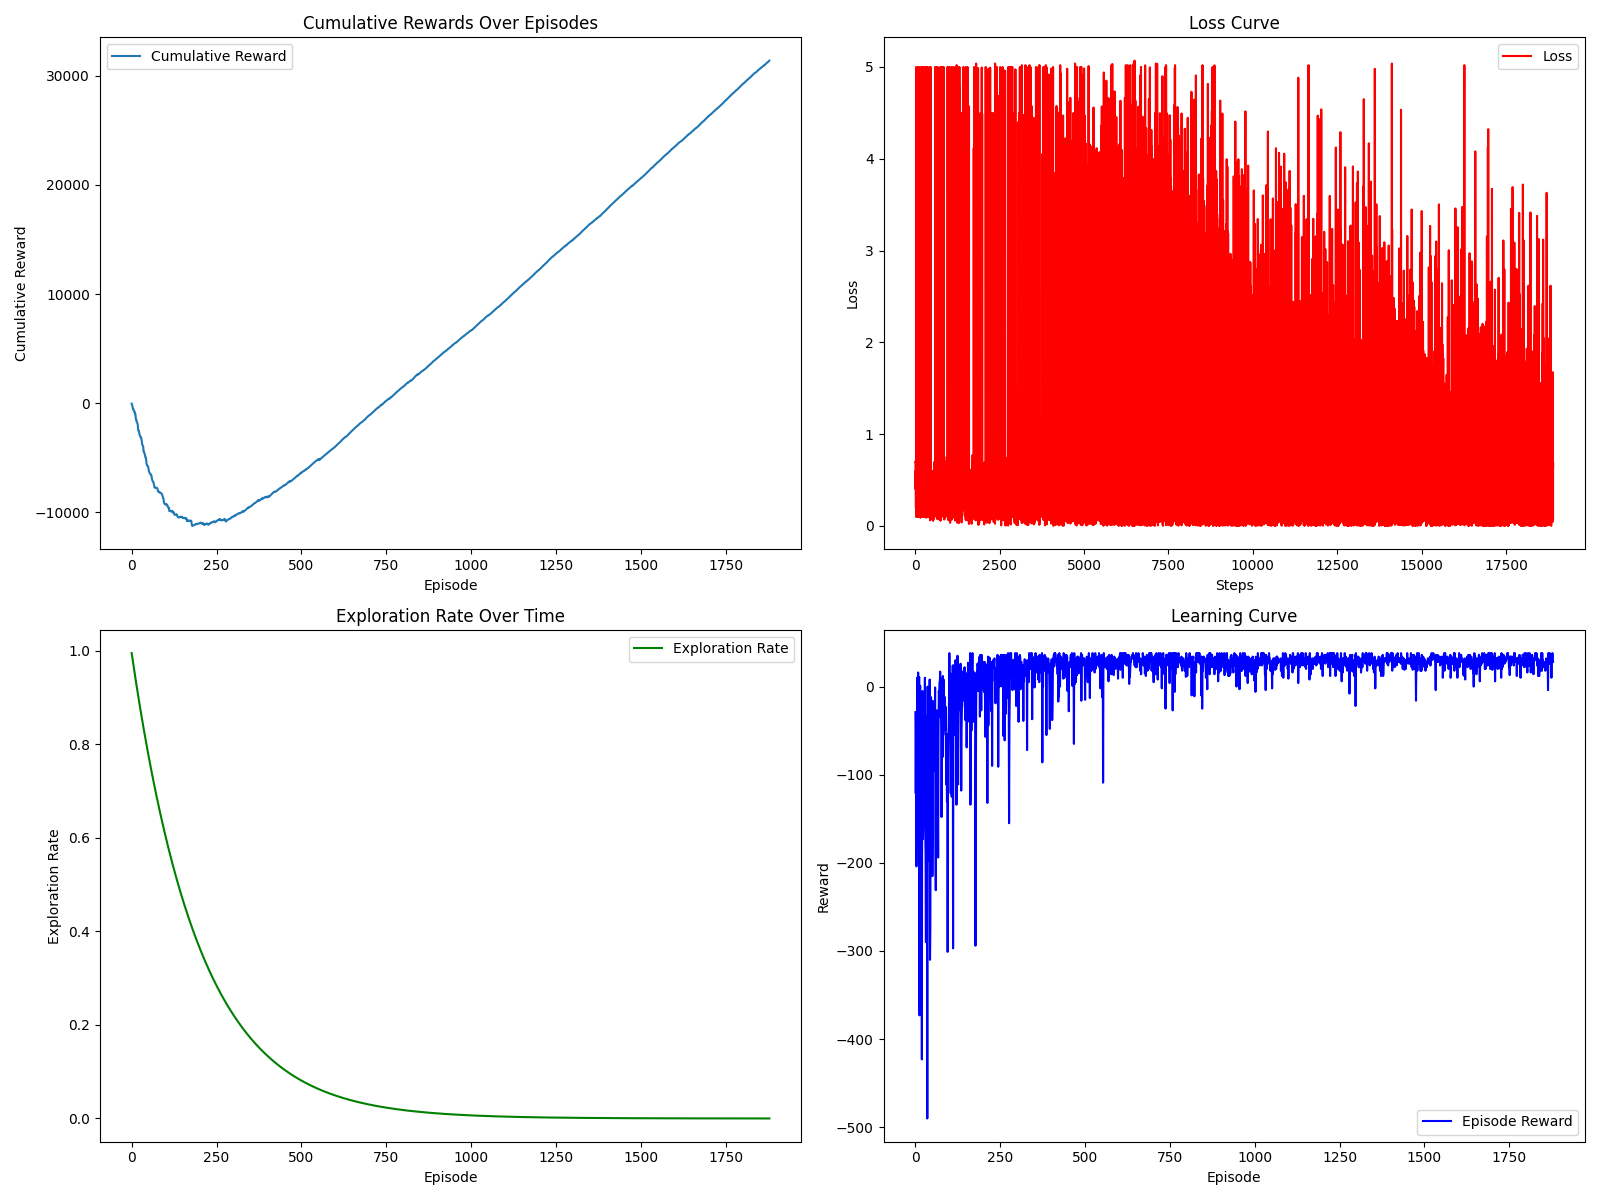 Cumulative Rewards Over Episodes
Cumulative Reward
30000
20000
10000
0
−10000
Cumulative Reward
0 250 500 750 1000 1250 1500 1750
Episode
Loss Curve
Loss
5
4
3
2
1
0
Loss
0 2500 5000 7500 10000 12500 15000 17500
Steps
Exploration Rate Over Time
Exploration Rate
1.0
0.8
0.6
0.4
0.2
0.0
Exploration Rate
0 250 500 750 1000 1250 1500 1750
Episode
Learning Curve
0
−100
−200
−300
−400
−500
Reward
Episode Reward
0 250 500 750 1000 1250 1500 1750
Episode